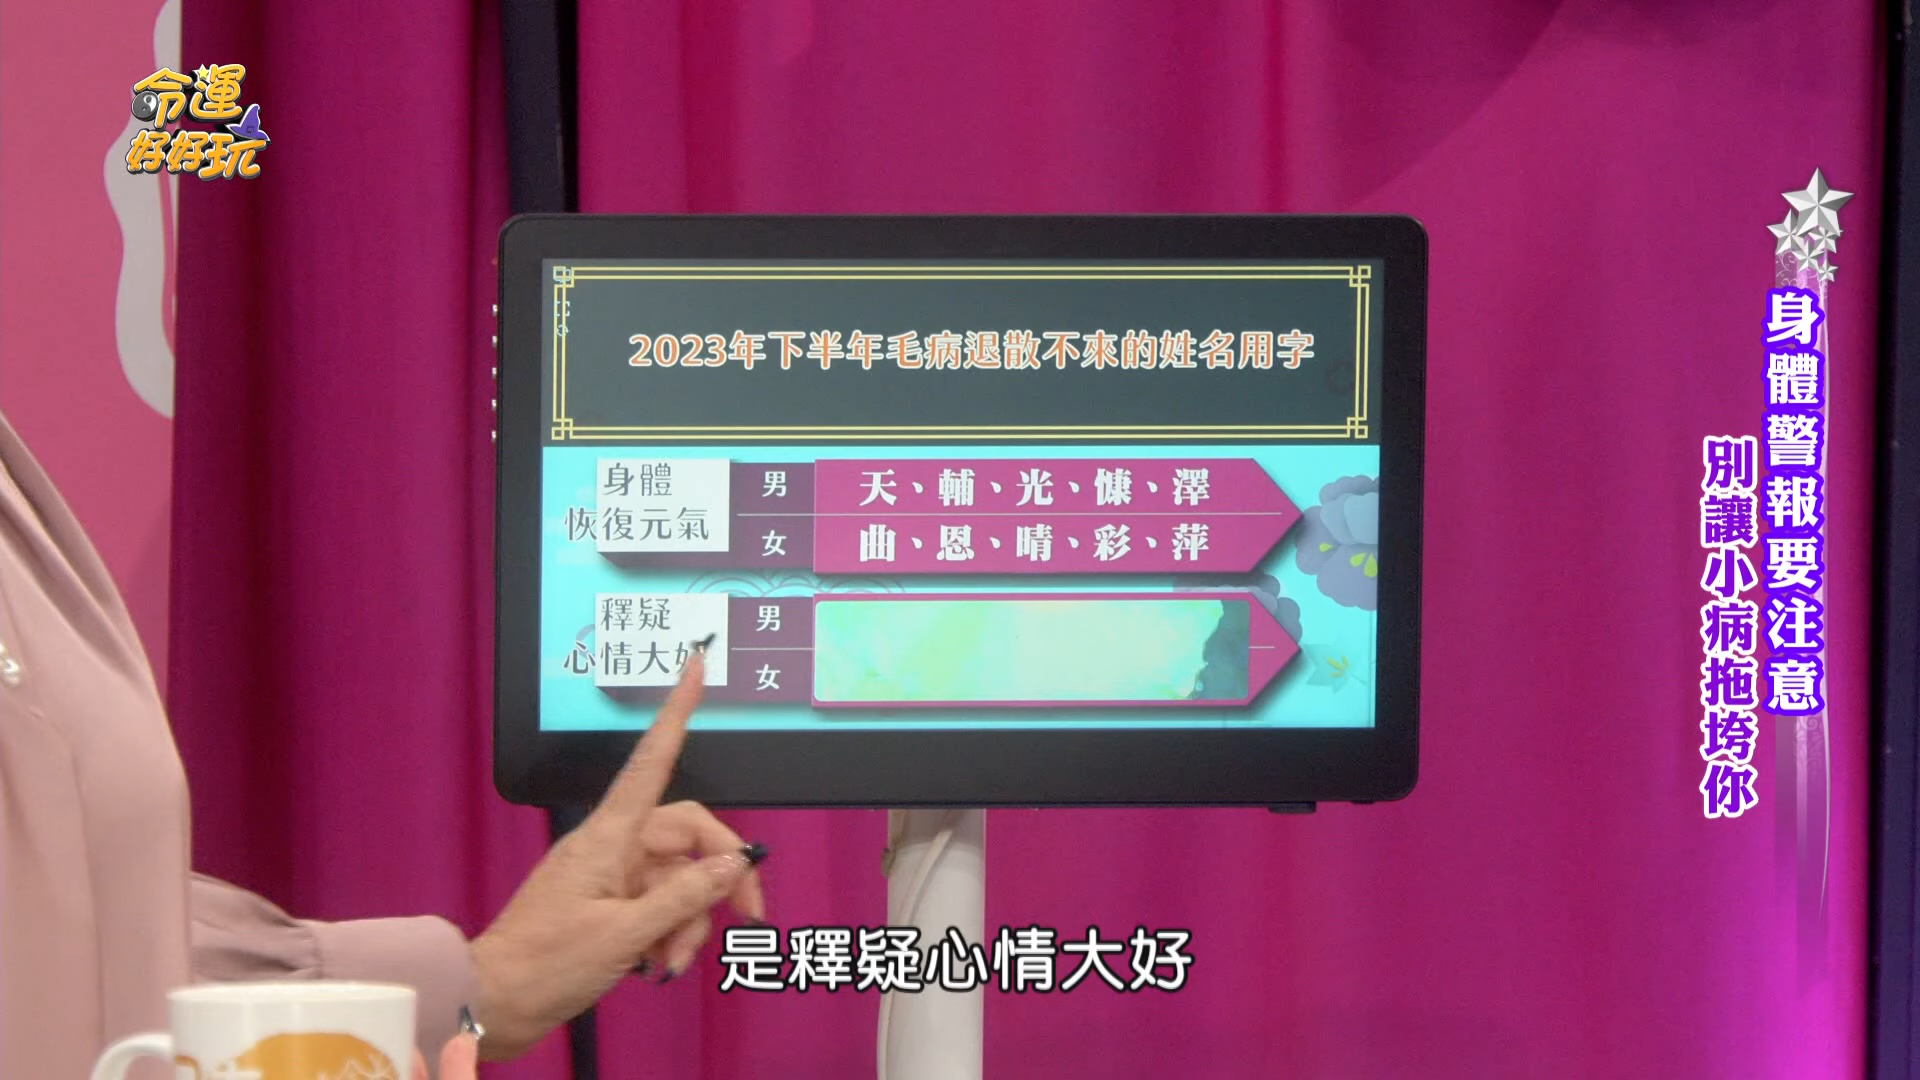 命運
好好玩
2023年下半年毛病退散不來的姓名用字
身體
恢復元氣
男
天、輔、光、慷、澤
女
曲、恩、晴、彩、萍
釋疑
心情大好
男
女
身體警報要注意
別讓小病拖垮你
是釋疑心情大好